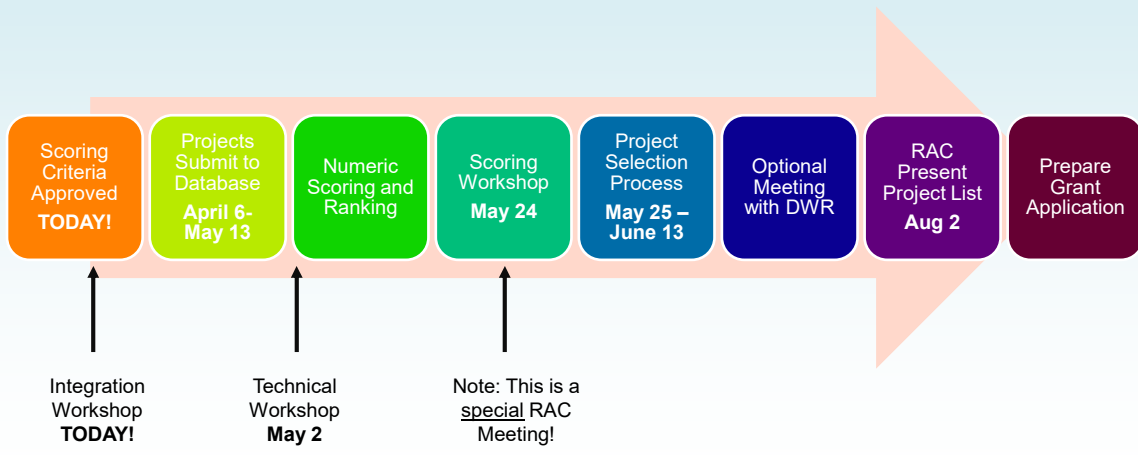 Scoring
Criteria
Approved
TODAY!
Projects
Submit to
Database
April 6-
May 13
Numeric
Scoring and
Ranking
Scoring
Workshop
May 24
Project
Selection
Process
May 25 –
June 13
Optional
Meeting
with DWR
RAC
Present
Project List
Aug 2
Prepare
Grant
Application
Integration
Workshop
TODAY!
Technical
Workshop
May 2
Note: This is a
special RAC
Meeting!